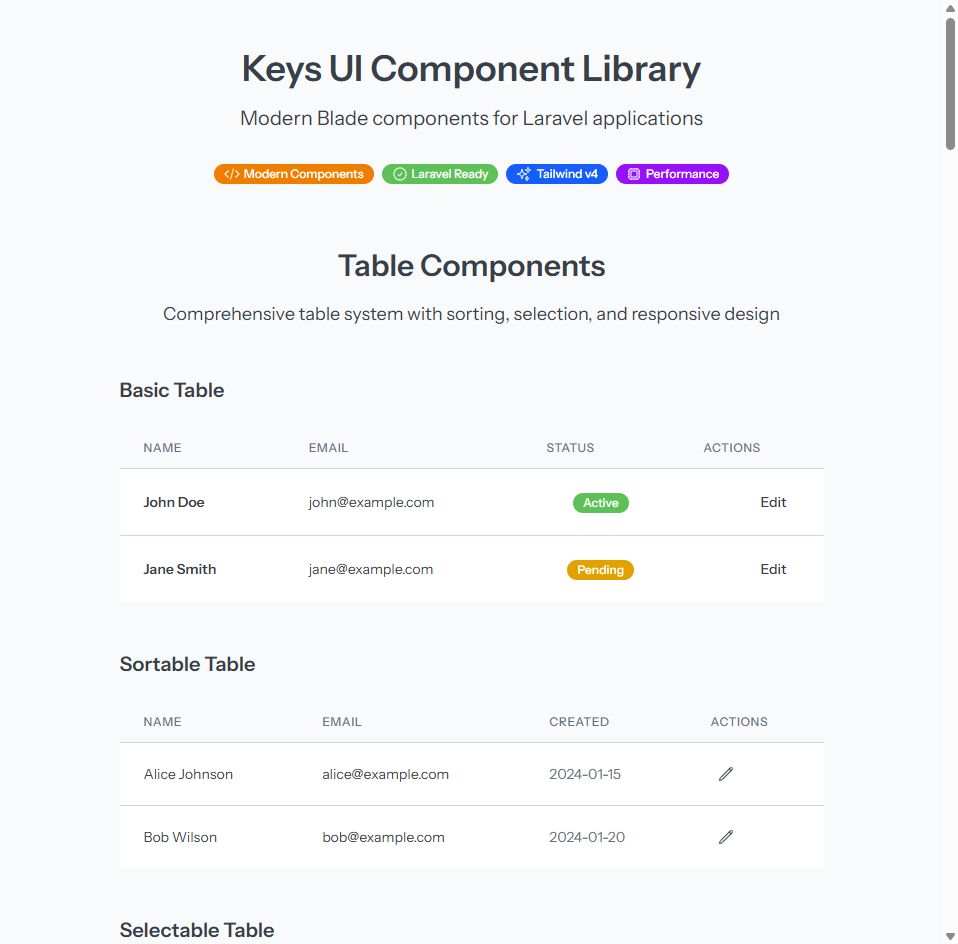 Keys UI Component Library
Modern Blade components for Laravel applications
</> Modern Components Laravel Ready Tailwind v4 Performance
Table Components
Comprehensive table system with sorting, selection, and responsive design
Basic Table
NAME EMAIL STATUS ACTIONS
John Doe john@example.com Active Edit
Jane Smith jane@example.com Pending Edit
Sortable Table
NAME EMAIL CREATED ACTIONS
Alice Johnson alice@example.com 2024-01-15
Bob Wilson bob@example.com 2024-01-20
Selectable Table